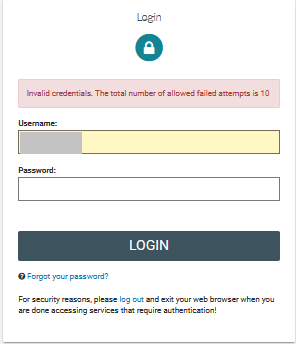 Login
Invalid credentials. The total number of allowed failed attempts is 10
Username:
Password:
LOGIN
Forgot your password?
For security reasons, please log out and exit your web browser when you
are done accessing services that require authentication!